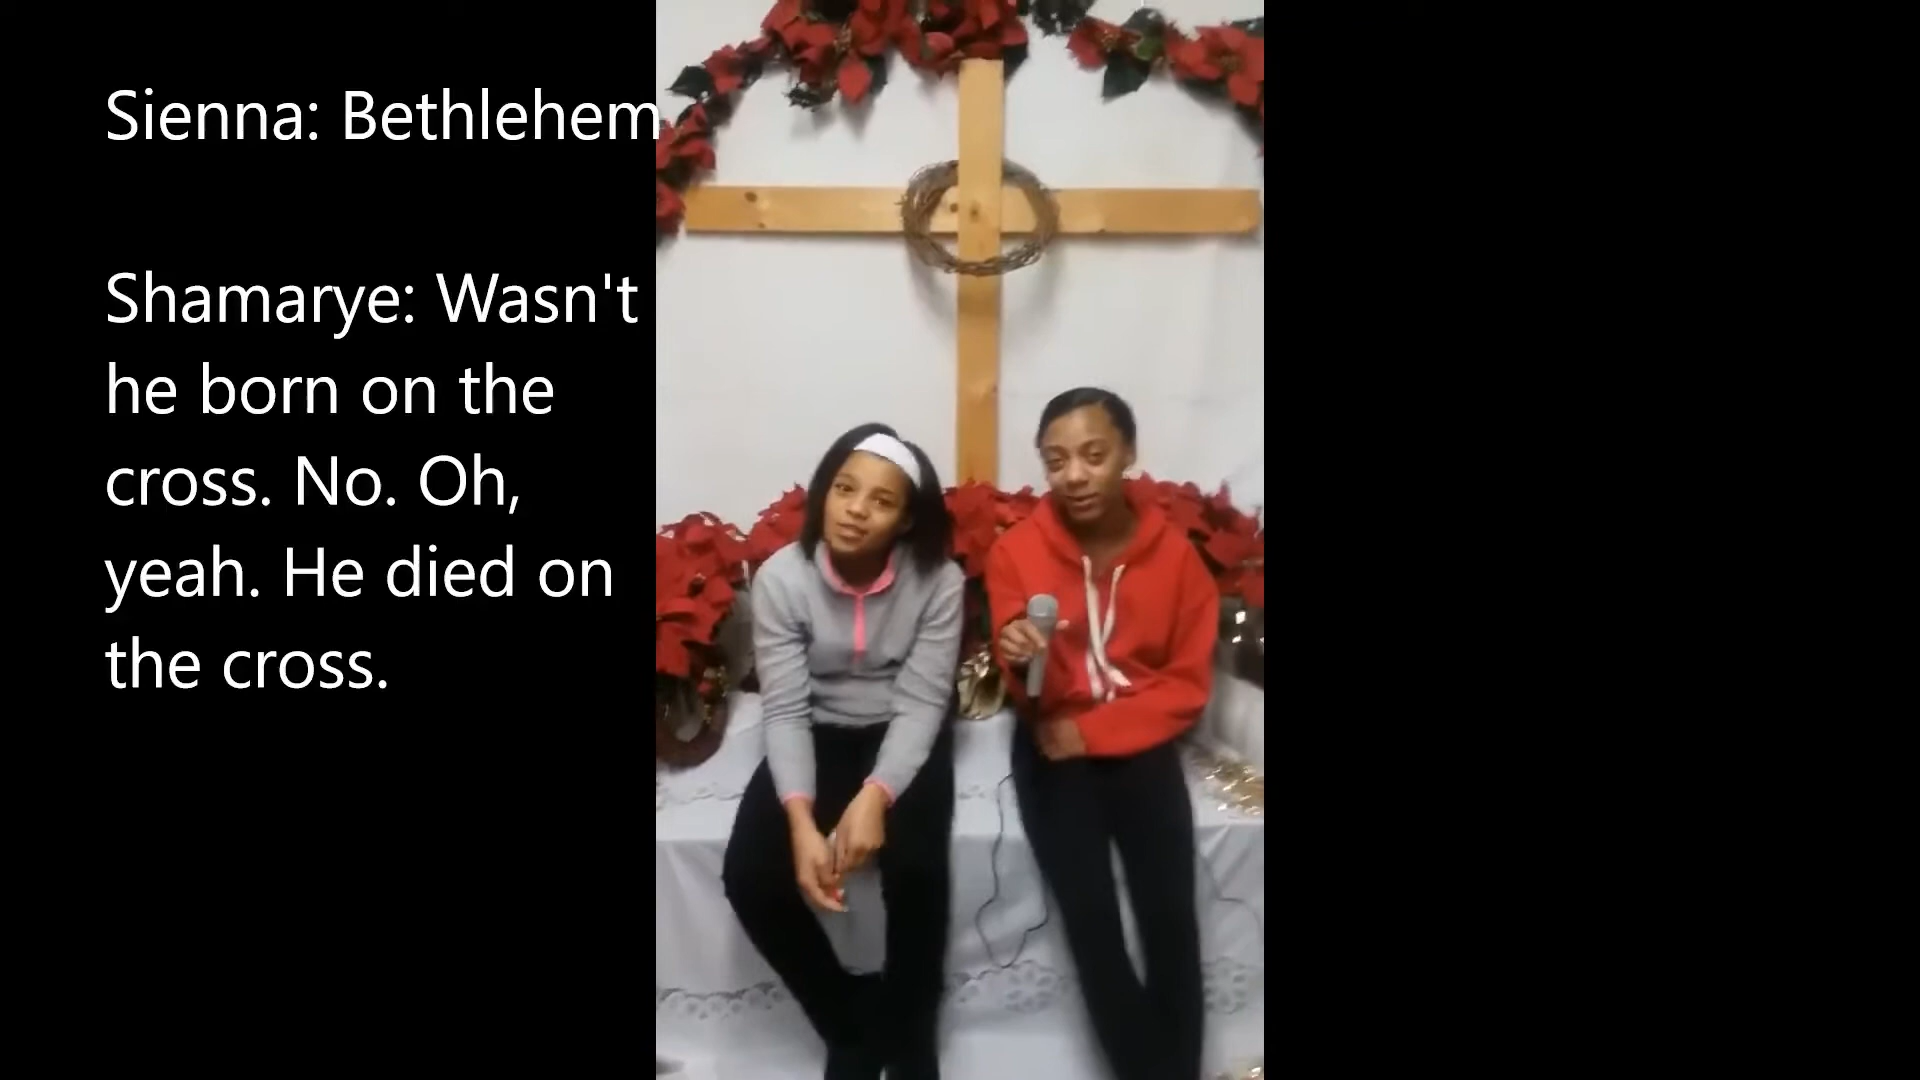 Sienna: Bethlehem
Shamarye: Wasn't
he born on the
cross. No. Oh,
yeah. He died on
the cross.